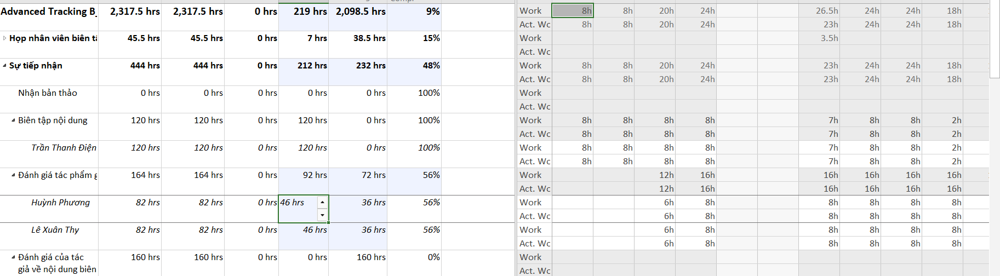 Compl.
Advanced Tracking B_ 2,317.5 hrs 2,317.5 hrs 0 hrs 219 hrs 2,098.5 hrs 9% Work 8h 8h 20h 24h 26.5h 24h 24h 18h
Act. Wc 8h 8h 20h 24h 23h 24h 24h 18h
Họp nhân viên biên tậ 45.5 hrs 45.5 hrs 0 hrs 7 hrs 38.5 hrs 15% Work 3.5h
Act. Wc
Sự tiếp nhận 444 hrs 444 hrs 0 hrs 212 hrs 232 hrs 48% Work 8h 8h 20h 24h 23h 24h 24h 18h
Act. Wc 8h 8h 20h 24h 23h 24h 24h 18h
Nhận bản thảo 0 hrs 0 hrs 0 hrs 0 hrs 0 hrs 100% Work
Act. Wc
Biên tập nội dung 120 hrs 120 hrs 0 hrs 120 hrs 0 hrs 100% Work 8h 8h 8h 8h 7h 8h 8h 2h
Act. Wc 8h 8h 8h 8h 7h 8h 8h 2h
Trần Thanh Điện 120 hrs 120 hrs 0 hrs 120 hrs 0 hrs 100% Work 8h 8h 8h 8h 7h 8h 8h 2h
Act. Wc 8h 8h 8h 8h 7h 8h 8h 2h
Đánh giá tác phẩm g 164 hrs 164 hrs 0 hrs 92 hrs 72 hrs 56% Work 12h 16h 16h 16h 16h 16h
Act. Wc 12h 16h 16h 16h 16h 16h
Huỳnh Phương 82 hrs 82 hrs 0 hrs 46 hrs 36 hrs 56% Work 6h 8h 8h 8h 8h 8h
Act. Wc 6h 8h 8h 8h 8h 8h
Lê Xuân Thy 82 hrs 82 hrs 0 hrs 46 hrs 36 hrs 56% Work 6h 8h 8h 8h 8h 8h
Act. Wc 6h 8h 8h 8h 8h 8h
Đánh giá của tác 160 hrs 160 hrs 0 hrs 0 hrs 160 hrs 0% Work
giả về nội dung biên Act. Wc